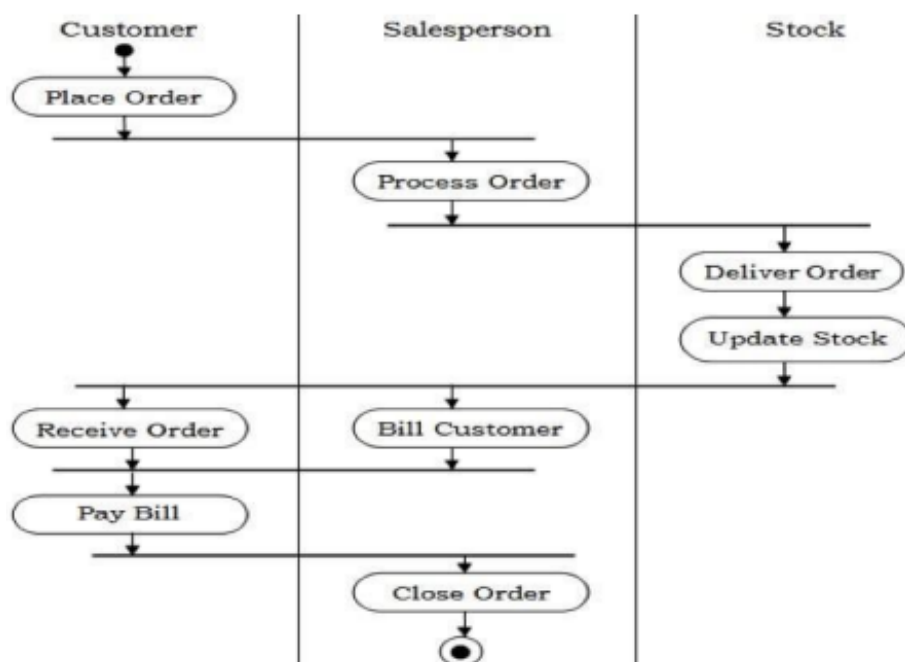 Customer Salesperson Stock
Place Order
Process Order
Deliver Order
Update Stock
Receive Order Bill Customer
Pay Bill
Close Order